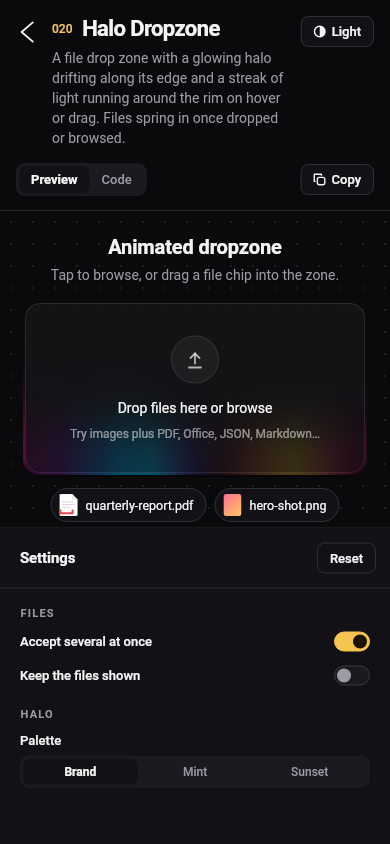 020 Halo Dropzone
Light
A file drop zone with a glowing halo
drifting along its edge and a streak of
light running around the rim on hover
or drag. Files spring in once dropped
or browsed.
Preview Code
Copy
Animated dropzone
Tap to browse, or drag a file chip into the zone.
Drop files here or browse
Try images plus PDF, Office, JSON, Markdown…
quarterly-report.pdf hero-shot.png
Settings
Reset
FILES
Accept several at once
Keep the files shown
HALO
Palette
Brand Mint Sunset